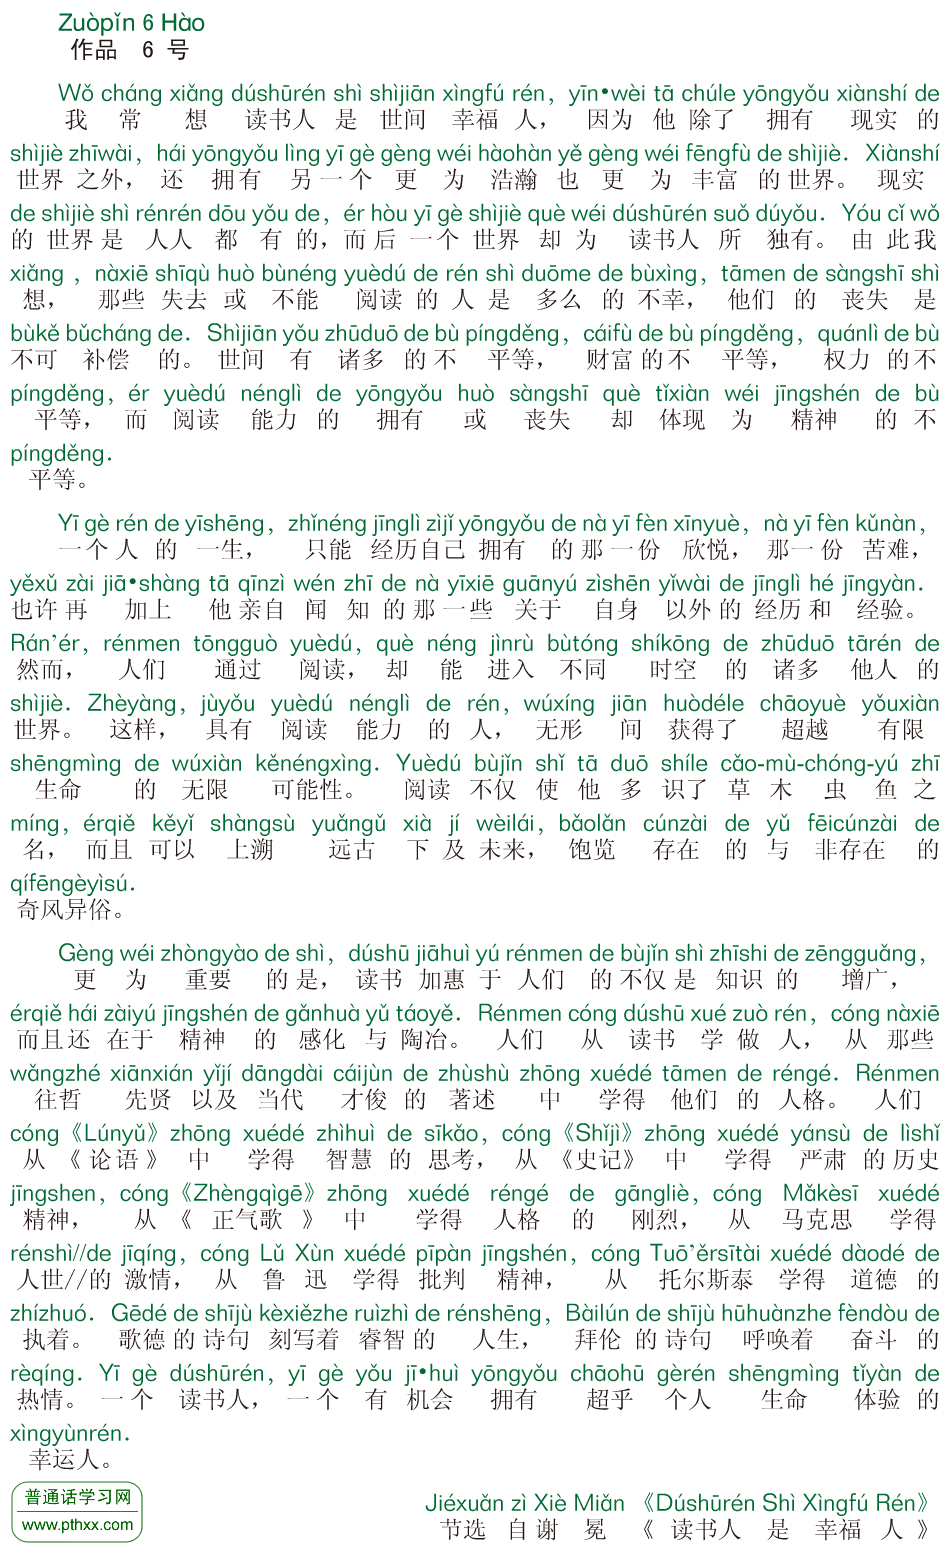 Zuòpǐn 6 Hào
作品 6 号
Wǒ cháng xiǎng dúshūrén shì shìjiān xìngfú rén, yīn•wèi tā chúle yōngyǒu xiànshí de
我 常 想 读书人 是 世间 幸福 人， 因为 他 除了 拥有 现实 的
shìjiè zhīwài, hái yōngyǒu lìng yī gè gèng wéi hàohàn yě gèng wéi fēngfù de shìjiè. Xiànshí
世界 之外， 还 拥有 另 一 个 更 为 浩瀚 也 更 为 丰富 的 世界。 现实
de shìjiè shì rénrén dōu yǒu de, ér hòu yī gè shìjiè què wéi dúshūrén suǒ dúyǒu. Yóu cǐ wǒ
的 世界 是 人人 都 有 的，而 后 一个 世界 却 为 读书人 所 独有。 由 此 我
xiǎng , nàxiē shīqù huò bùnéng yuèdú de rén shì duōme de bùxìng, tāmen de sàngshī shì
想， 那些 失去 或 不能 阅读 的 人 是 多么 的 不幸， 他们 的 丧失 是
bùkě bǔcháng de. Shìjiān yǒu zhūduō de bù píngděng, cáifù de bù píngděng, quánlì de bù
不可 补偿 的。 世间 有 诸多 的 不 平等， 财富 的 不 平等， 权力 的 不
píngděng, ér yuèdú nénglì de yōngyǒu huò sàngshī què tǐxiàn wéi jīngshén de bù
平等， 而 阅读 能力 的 拥有 或 丧失 却 体现 为 精神 的 不
píngděng.
平等。
Yī gè rén de yīshēng, zhǐnéng jīnglì zìjǐ yōngyǒu de nà yī fèn xīnyuè, nà yī fèn kǔnàn,
一 个 人 的 一生， 只能 经历 自己 拥有 的 那 一 份 欣悦， 那 一 份 苦难，
yěxǔ zài jiā•shàng tā qīnzì wén zhī de nà yīxiē guānyú zìshēn yǐwài de jīnglì hé jīngyàn.
也许 再 加上 他 亲自 闻 知 的 那 一些 关于 自身 以外 的 经历 和 经验。
Rán'ér, rénmen tōngguò yuèdú, què néng jìnrù bùtóng shíkōng de zhūduō tārén de
然而， 人们 通过 阅读， 却 能 进入 不同 时空 的 诸多 他人 的
shìjiè. Zhèyàng, jùyǒu yuèdú nénglì de rén, wúxíng jiān huòdéle chāoyuè yǒuxiàn
世界。 这样， 具有 阅读 能力 的 人， 无形 间 获得了 超越 有限
shēngmìng de wúxiàn kěnéngxìng. Yuèdú bùjǐn shǐ tā duō shíle cǎo-mù-chóng-yú zhī
生命 的 无限 可能性。 阅读 不仅 使 他 多 识了 草 木 虫 鱼 之
míng, érqiě kěyǐ shàngsù yuǎngǔ xià jí wèilái, bǎolǎn cúnzài de yǔ fēicúnzài de
名， 而且 可以 上溯 远古 下 及 未来， 饱览 存在 的 与 非存在 的
qífēngèyìsú.
奇风异俗。
Gèng wéi zhòngyào de shì, dúshū jiāhuì yú rénmen de bùjǐn shì zhīshi de zēngguǎng,
更 为 重要 的 是， 读书 加惠 于 人们 的 不仅 是 知识 的 增广，
érqiě hái zàiyú jīngshén de gǎnhuà yǔ táoyě. Rénmen cóng dúshū xué zuò rén, cóng nàxiē
而且 还 在于 精神 的 感化 与 陶冶。 人们 从 读书 学 做 人， 从 那些
wǎngzhé xiānxián yǐjí dāngdài cáijùn de zhùshù zhōng xuédé tāmen de réngé. Rénmen
往哲 先贤 以及 当代 才俊 的 著述 中 学得 他们 的 人格。 人们
cóng《Lúnyǔ》zhōng xuédé zhìhuì de sīkǎo, cóng《Shǐjì》zhōng xuédé yánsù de lìshǐ
从 《 论语 》 中 学得 智慧 的 思考， 从 《史记》 中 学得 严肃 的 历史
jīngshen, cóng《Zhèngqìgē》zhōng xuédé réngé de gāngliè, cóng Mǎkèsī xuédé
精神， 从 《 正气歌 》 中 学得 人格 的 刚烈， 从 马克思 学得
rénshì//de jīqíng, cóng Lǔ Xùn xuédé pīpàn jīngshén, cóng Tuō'ěrsītài xuédé dàodé de
人世//的 激情， 从 鲁 迅 学得 批判 精神， 从 托尔斯泰 学得 道德 的
zhízhuó. Gēdé de shījù kèxiězhe ruìzhì de rénshēng, Bàilún de shījù hūhuànzhe fèndòu de
执着。 歌德 的 诗句 刻写着 睿智 的 人生， 拜伦 的 诗句 呼唤着 奋斗 的
rèqíng. Yī gè dúshūrén, yī gè yǒu jī•huì yōngyǒu chāohū gèrén shēngmìng tǐyàn de
热情。 一 个 读书人， 一 个 有 机会 拥有 超乎 个人 生命 体验 的
xìngyùnrén.
幸运人。
Jiéxuǎn zì Xiè Miǎn 《Dúshūrén Shì Xìngfú Rén》
节选 自 谢 冕 《 读书人 是 幸福 人 》
普通话学习网
www.pthxx.com